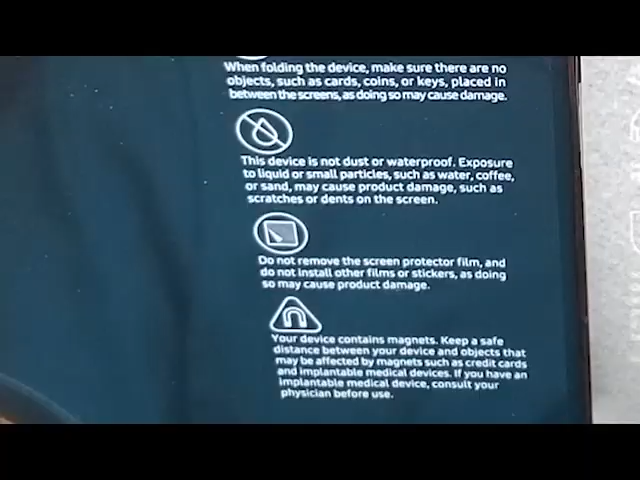 When folding the device, make sure there are no
objects, such as cards, coins, or keys, placed in
between the screens, as doing so may cause damage.
This device is not dust or waterproof. Exposure
to liquid or small particles, such as water, coffee,
or sand, may cause product damage, such as
scratches or dents on the screen.
Do not remove the screen protector film, and
do not install other films or stickers, as doing
so may cause product damage.
Your device contains magnets. Keep a safe
distance between your device and objects that
may be affected by magnets such as credit cards
and implantable medical devices. If you have an
implantable medical device, consult your
physician before use.